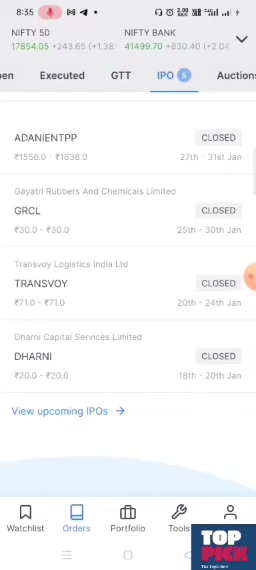 8:35
NIFTY 50
NIFTY BANK
17854.05 +243.65 (+1.38
41499.70 +830.40 (+2.04
pen Executed GTT IPO 5 Auctions
ADANIENTPP CLOSED
₹1556.0 - ₹1638.0 27th - 31st Jan
Gayatri Rubbers And Chemicals Limited
GRCL CLOSED
₹30.0 - ₹30.0 25th - 30th Jan
Transvoy Logistics India Ltd
TRANSVOY CLOSED
₹71.0 - ₹71.0 20th - 24th Jan
Dharni Capital Services Limited
DHARNI CLOSED
₹20.0 - ₹20.0 18th - 20th Jan
View upcoming IPOs →
Watchlist Orders Portfolio Tools
TOP
PICK